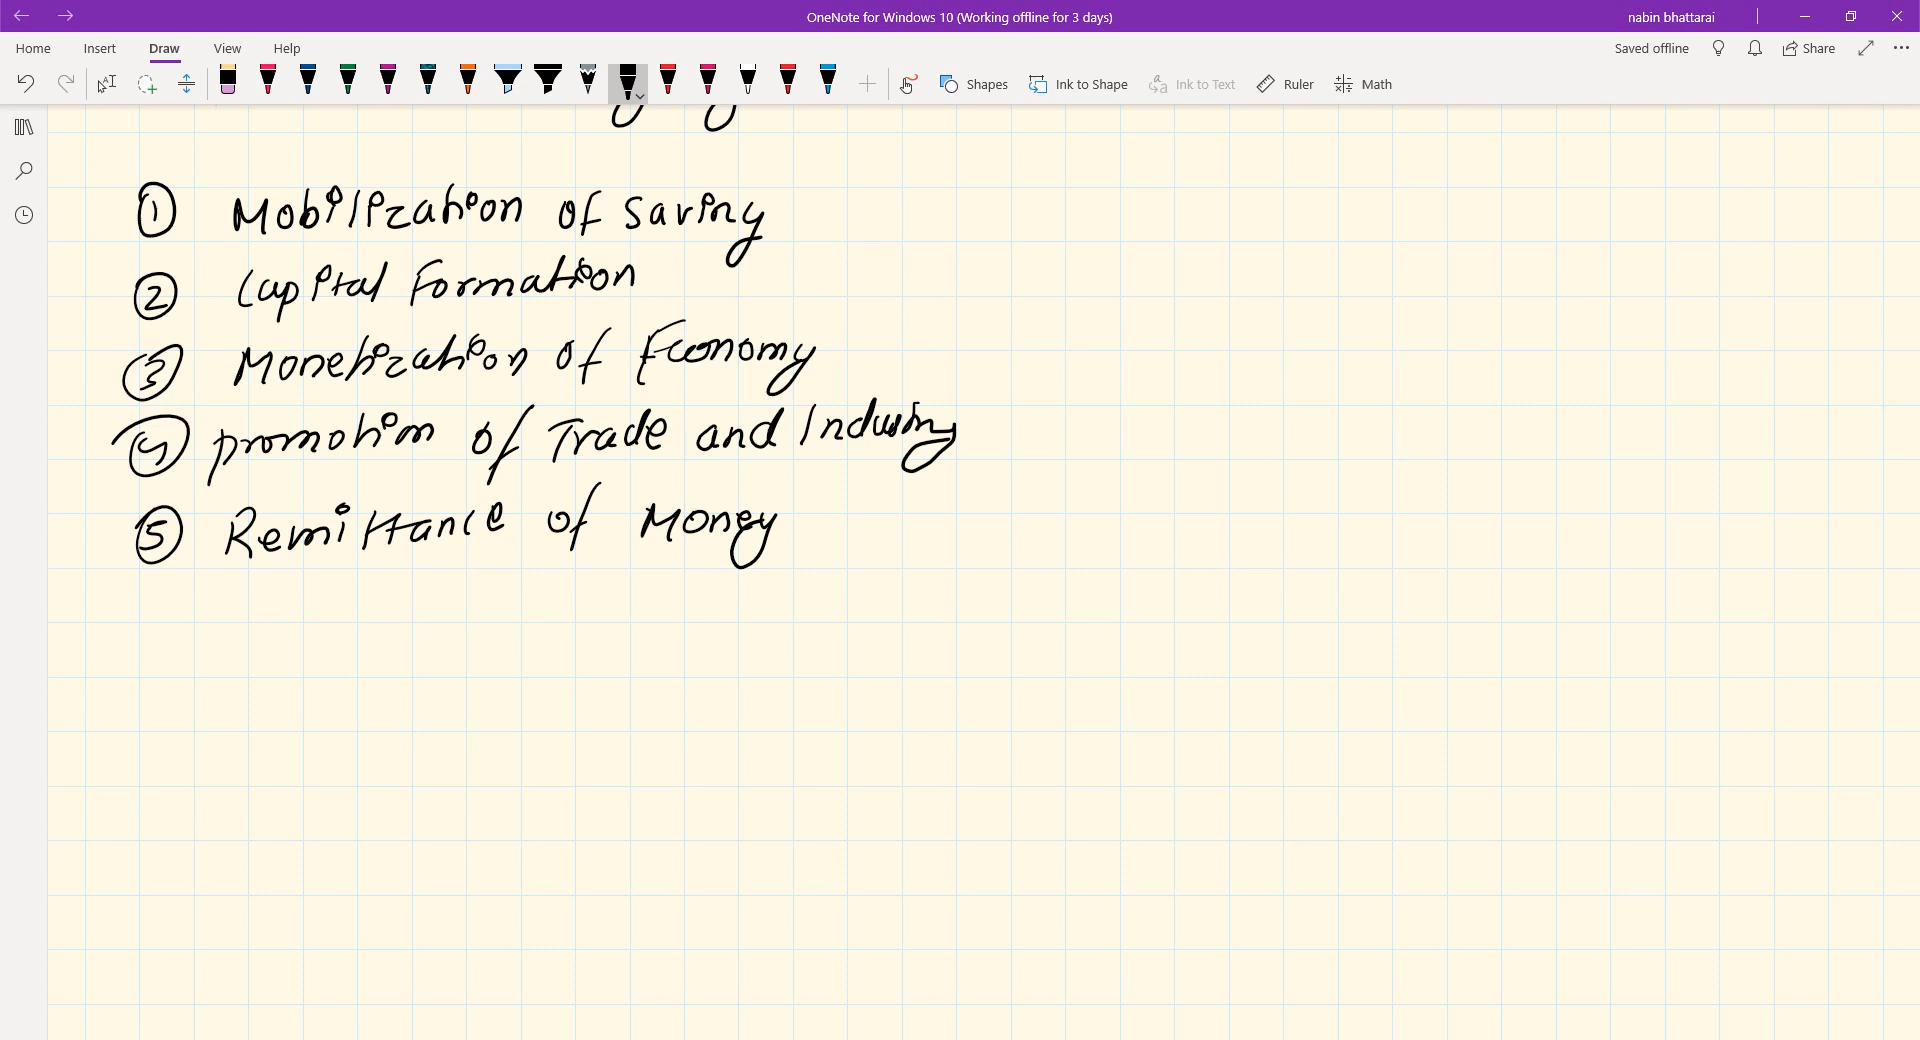 OneNote for Windows 10 (Working offline for 3 days)
nabin bhattarai
Home Insert Draw View Help
Saved offline Share
Shapes Ink to Shape Ink to Text Ruler Math
① Mobilization of Saving
② Capital Formation
③ Monetization of Economy
④ promotion of Trade and Industry
⑤ Remittance of Money